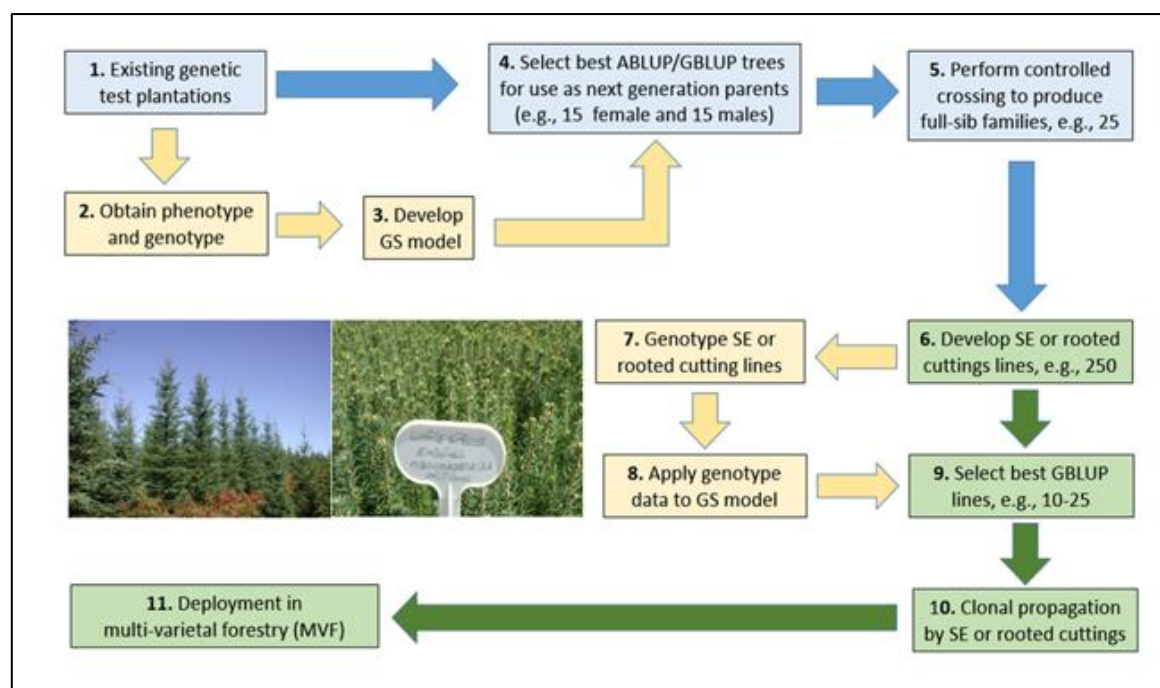 1. Existing genetic
test plantations
4. Select best ABLUP/GBLUP trees
for use as next generation parents
(e.g., 15 female and 15 males)
5. Perform controlled
crossing to produce
full-sib families, e.g., 25
2. Obtain phenotype
and genotype
3. Develop
GS model
7. Genotype SE or
rooted cutting lines
6. Develop SE or rooted
cuttings lines, e.g., 250
8. Apply genotype
data to GS model
9. Select best GBLUP
lines, e.g., 10-25
11. Deployment in
multi-varietal forestry (MVF)
10. Clonal propagation
by SE or rooted cuttings